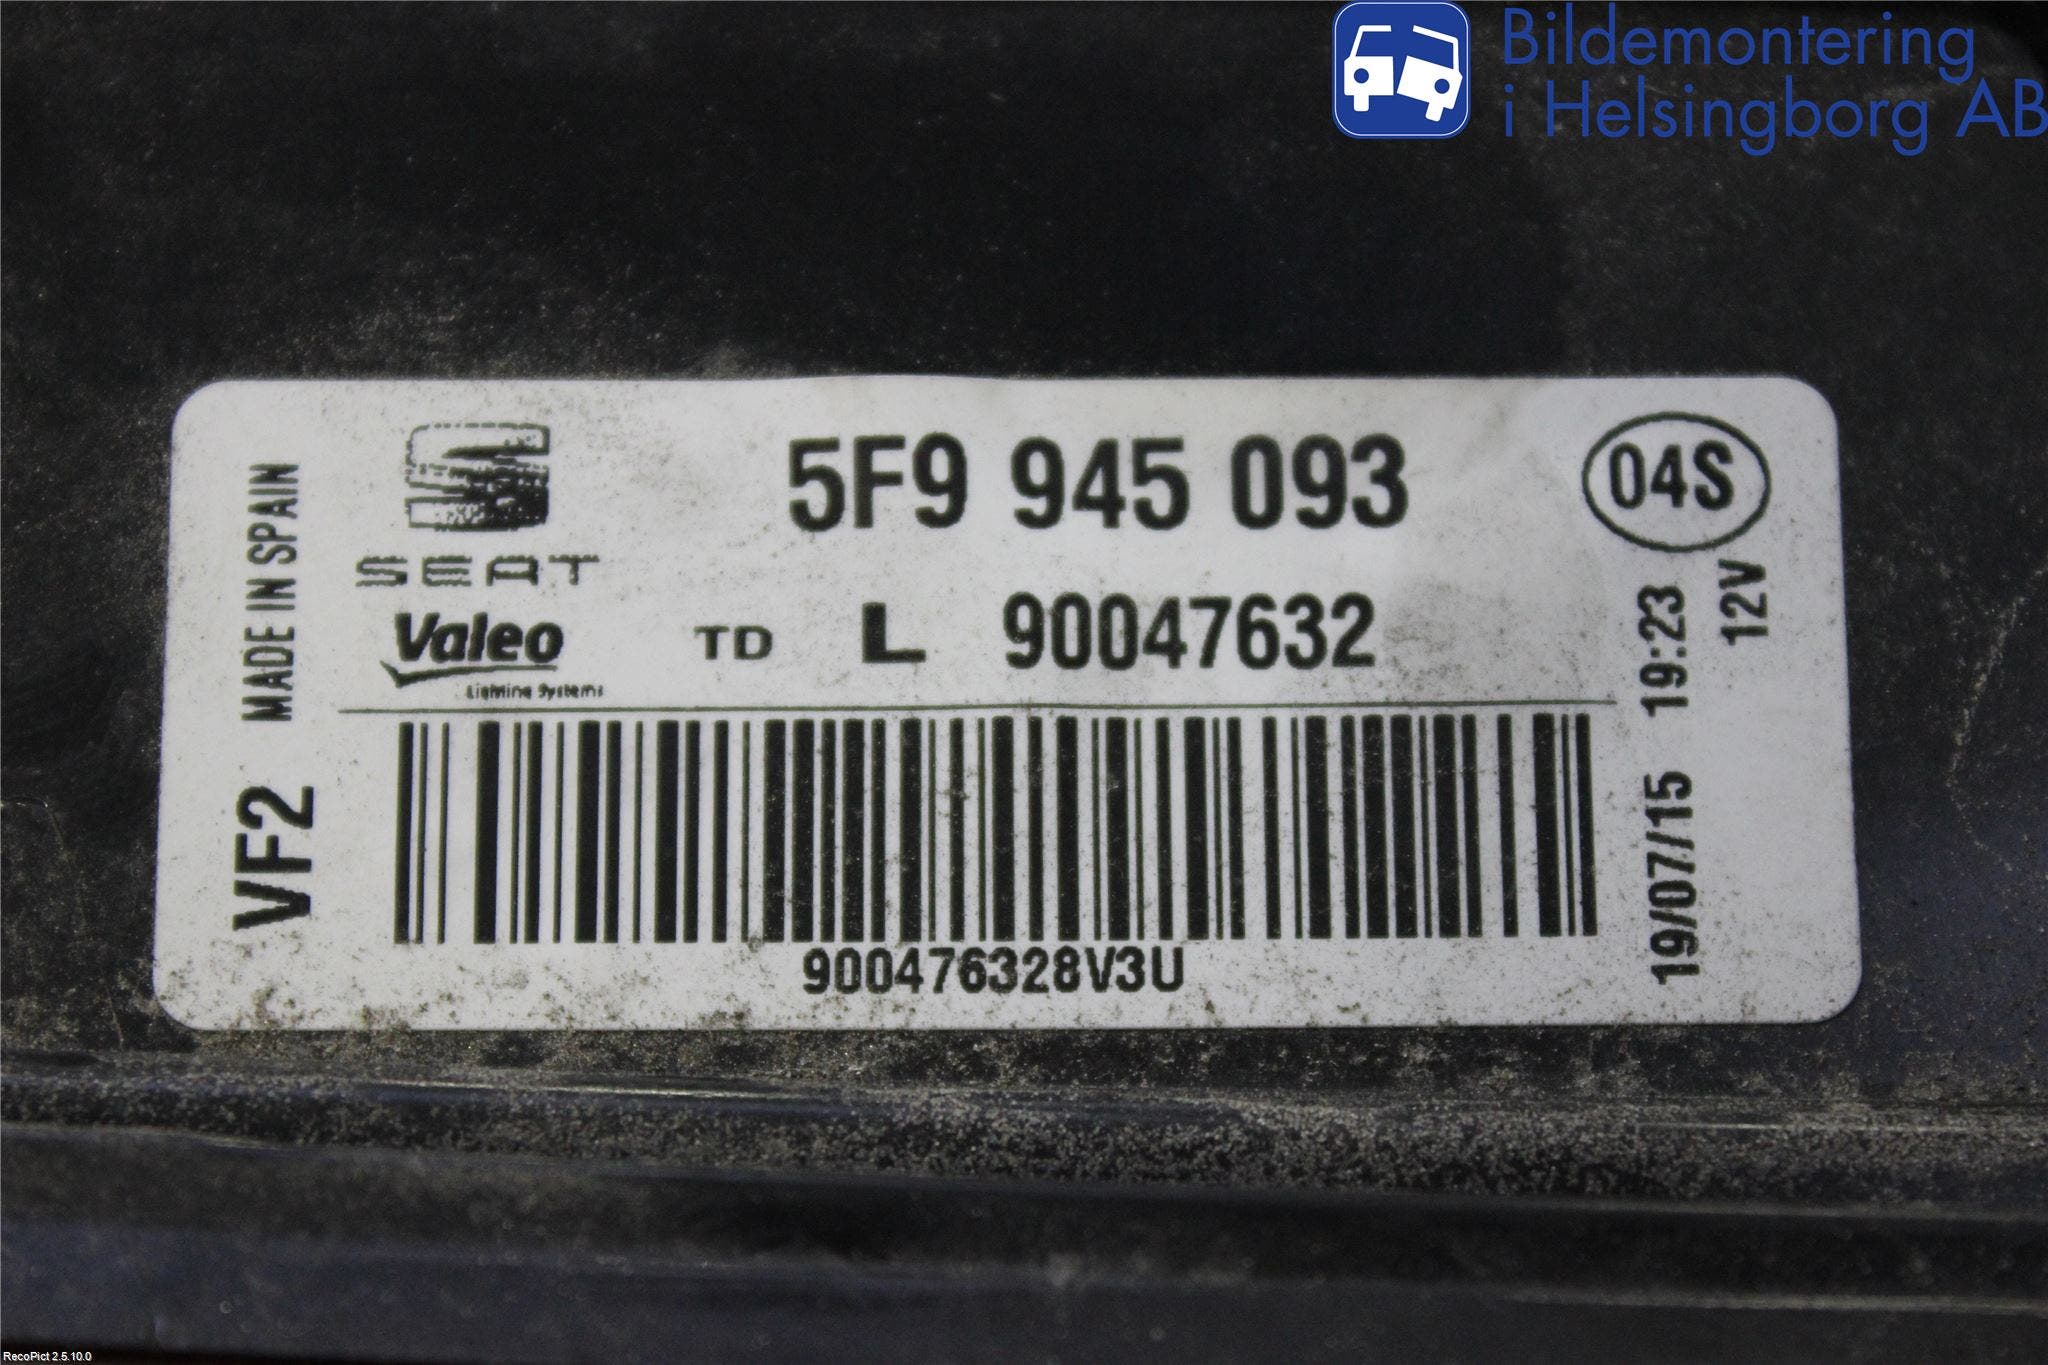 Bildemontering
i Helsingborg AB
MADE IN SPAIN
VF2
SEAT
5F9 945 093
04S
Valeo
Lighting Systems
TD L 90047632
12V
19/07/15 19:23
900476328V3U
RecoPict 2.5.10.0